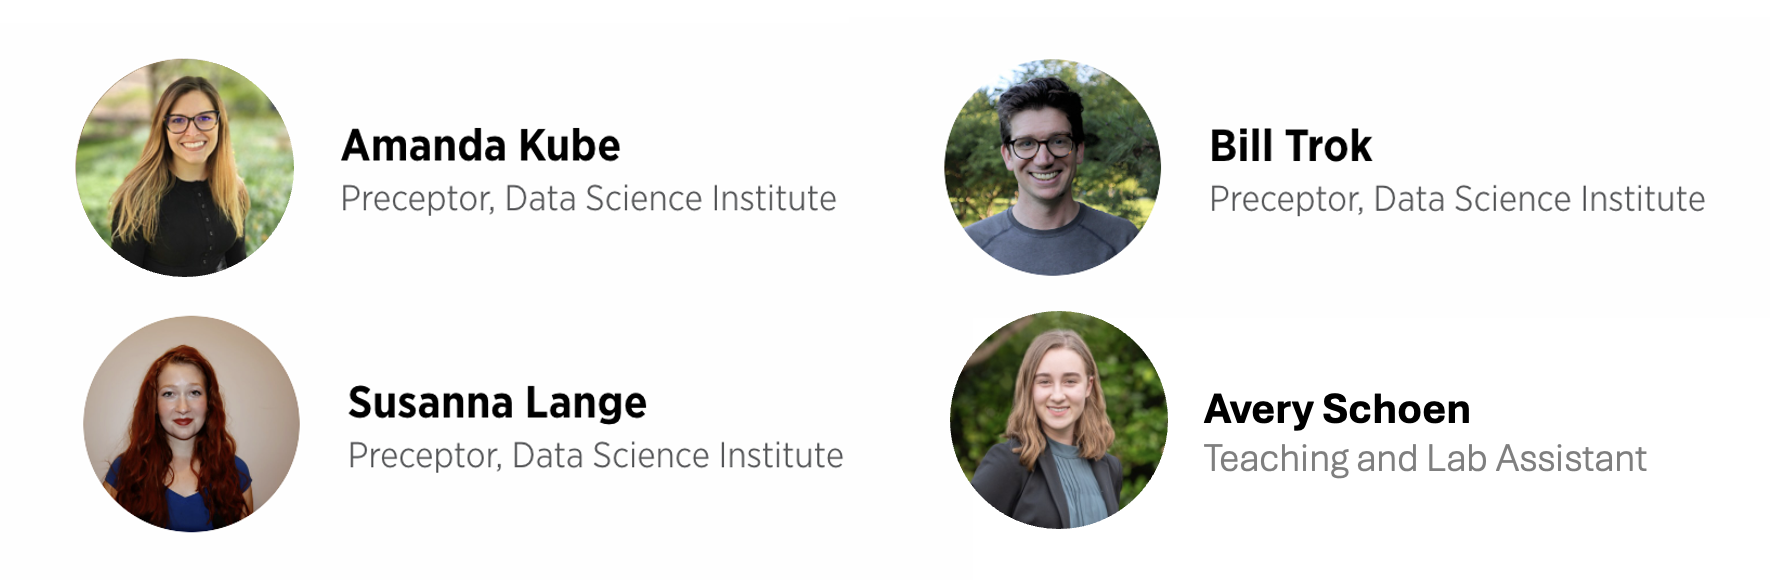 Amanda Kube
Preceptor, Data Science Institute
Bill Trok
Preceptor, Data Science Institute
Susanna Lange
Preceptor, Data Science Institute
Avery Schoen
Teaching and Lab Assistant